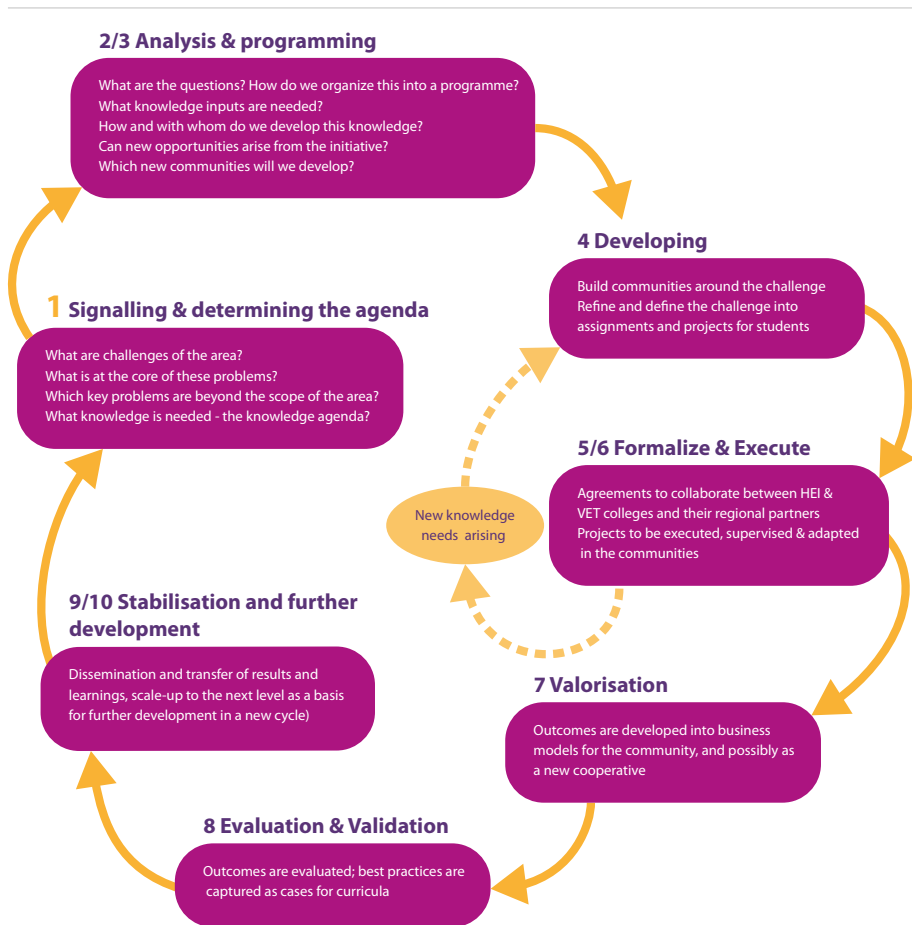 2/3 Analysis & programming
What are the questions? How do we organize this into a programme?
What knowledge inputs are needed?
How and with whom do we develop this knowledge?
Can new opportunities arise from the initiative?
Which new communities will we develop?
4 Developing
Build communities around the challenge
Refine and define the challenge into
assignments and projects for students
1 Signalling & determining the agenda
What are challenges of the area?
What is at the core of these problems?
Which key problems are beyond the scope of the area?
What knowledge is needed - the knowledge agenda?
5/6 Formalize & Execute
Agreements to collaborate between HEI &
VET colleges and their regional partners
Projects to be executed, supervised & adapted
in the communities
New knowledge
needs arising
9/10 Stabilisation and further
development
Dissemination and transfer of results and
learnings, scale-up to the next level as a basis
for further development in a new cycle)
7 Valorisation
Outcomes are developed into business
models for the community, and possibly as
a new cooperative
8 Evaluation & Validation
Outcomes are evaluated; best practices are
captured as cases for curricula